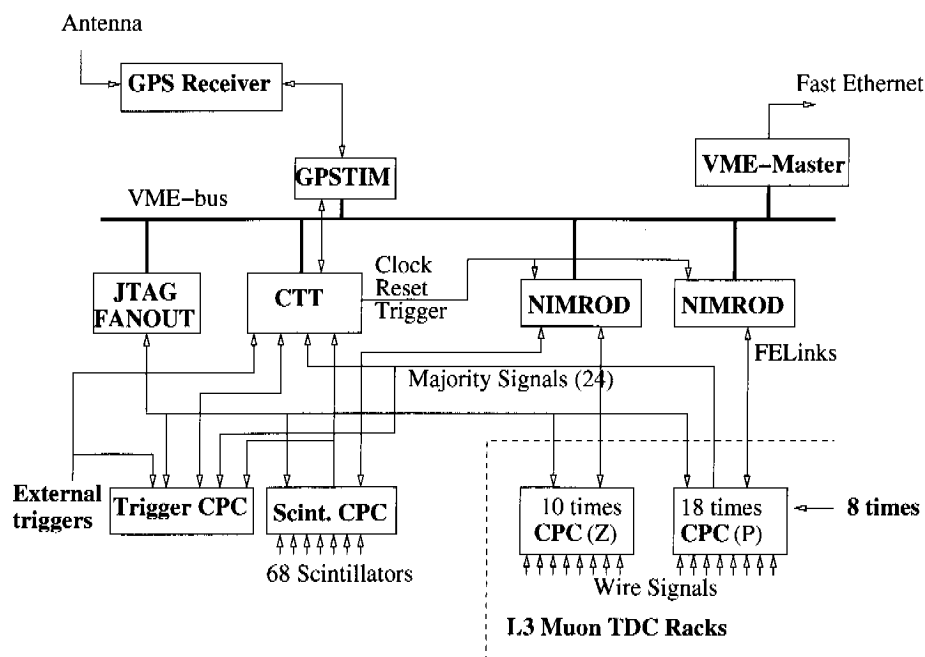 Antenna
GPS Receiver
Fast Ethernet
VME-Master
GPSTIM
VME-bus
JTAG
FANOUT
CTT
Clock
Reset
Trigger
NIMROD
NIMROD
FELinks
Majority Signals (24)
External
triggers
Trigger CPC
Scint. CPC
10 times
CPC (Z)
18 times
CPC (P)
8 times
68 Scintillators
Wire Signals
L3 Muon TDC Racks